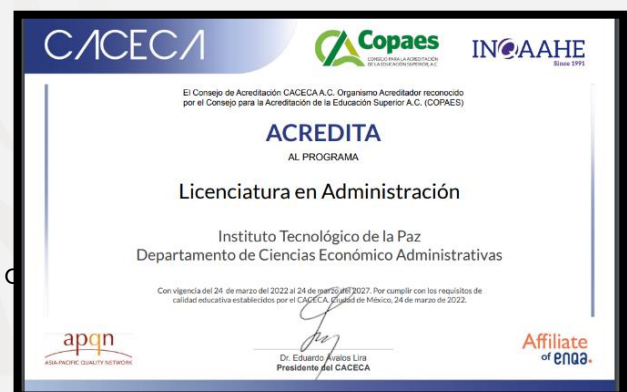 CACECA
Copaes
CONSEJO PARA LA ACREDITACIÓN
DE LA EDUCACIÓN SUPERIOR, A.C.
INQAAHE
Since 1991
El Consejo de Acreditación CACECA A.C. Organismo Acreditador reconocido
por el Consejo para la Acreditación de la Educación Superior A.C. (COPAES)
ACREDITA
AL PROGRAMA
Licenciatura en Administración
Instituto Tecnológico de la Paz
Departamento de Ciencias Económico Administrativas
C
Con vigencia del 24 de marzo del 2022 al 24 de marzo del 2027. Por cumplir con los requisitos de
calidad educativa establecidos por el CACECA. Ciudad de México, 24 de marzo de 2022.
apqn
ASIA-PACIFIC QUALITY NETWORK
Dr. Eduardo Avalos Lira
Presidente del CACECA
Affiliate
of enqa.